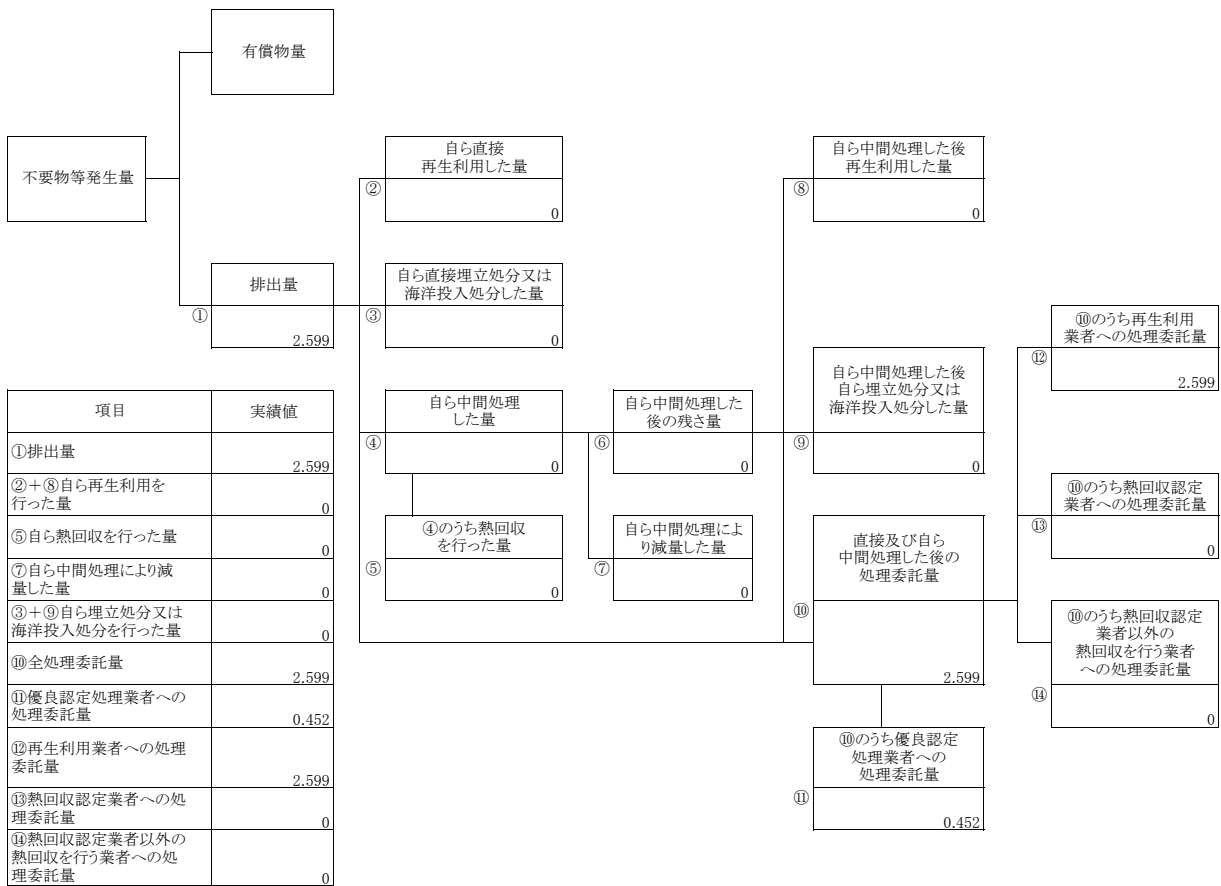 有償物量
不要物等発生量
排出量
①
2.599
自ら直接
再生利用した量
②
0
自ら直接埋立処分又は
海洋投入処分した量
③
0
自ら中間処理
した量
④
0
④のうち熱回収
を行った量
⑤
0
自ら中間処理した
後の残さ量
⑥
0
自ら中間処理によ
り減量した量
⑦
0
自ら中間処理した後
再生利用した量
⑧
0
自ら中間処理した後
自ら埋立処分又は
海洋投入処分した量
⑨
0
直接及び自ら
中間処理した後の
処理委託量
⑩
2.599
⑩のうち優良認定
処理業者への
処理委託量
⑪
0.452
⑩のうち再生利用
業者への処理委託量
⑫
2.599
⑩のうち熱回収認定
業者への処理委託量
⑬
0
⑩のうち熱回収認定
業者以外の
熱回収を行う業者
への処理委託量
⑭
0
項目 実績値
①排出量
2.599
②+⑧自ら再生利用を
行った量
0
⑤自ら熱回収を行った量
0
⑦自ら中間処理により減
量した量
0
③+⑨自ら埋立処分又は
海洋投入処分を行った量
0
⑩全処理委託量
2.599
⑪優良認定処理業者への
処理委託量
0.452
⑫再生利用業者への処理
委託量
2.599
⑬熱回収認定業者への処
理委託量
0
⑭熱回収認定業者以外の
熱回収を行う業者への処
理委託量
0